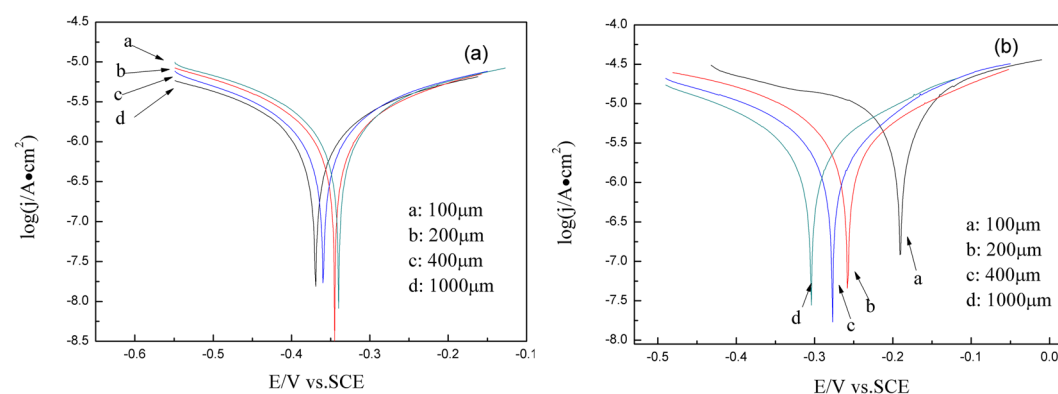 (a)
-4.5
-5.0
-5.5
-6.0
-6.5
-7.0
-7.5
-8.0
-8.5
log(j/A•cm²)
a
b
c
d
a: 100μm
b: 200μm
c: 400μm
d: 1000μm
-0.6
-0.5
-0.4
-0.3
-0.2
-0.1
E/V vs.SCE
(b)
-4.0
-4.5
-5.0
-5.5
-6.0
-6.5
-7.0
-7.5
-8.0
log(j/A•cm²)
a: 100μm
b: 200μm
c: 400μm
d: 1000μm
a
b
c
d
-0.5
-0.4
-0.3
-0.2
-0.1
0.0
E/V vs.SCE